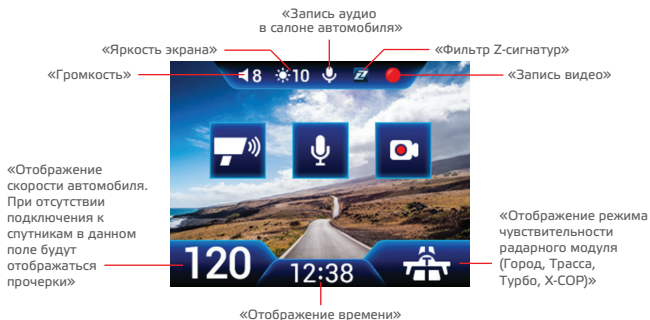 «Запись аудио
в салоне автомобиля»
«Яркость экрана»
«Фильтр Z-сигнатур»
«Громкость»
8
10
Z
«Запись видео»
«Отображение
скорости автомобиля.
При отсутствии
подключения к
спутникам в данном
поле будут
отображаться
прочерки»
«Отображение режима
чувствительности
радарного модуля
(Город, Трасса,
Турбо, X-COP)»
120
12:38
«Отображение времени»